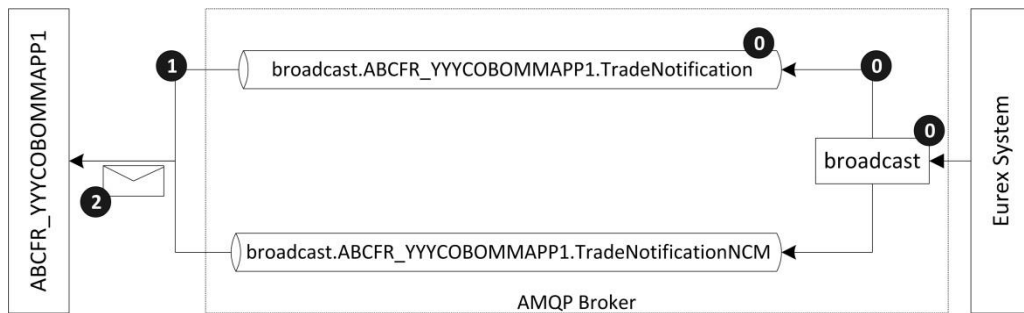 ABCFR_YYYCOBOMMAPP1
1
2
broadcast.ABCFR_YYYCOBOMMAPP1.TradeNotification
0
0
broadcast
0
broadcast.ABCFR_YYYCOBOMMAPP1.TradeNotificationNCM
AMQP Broker
Eurex System